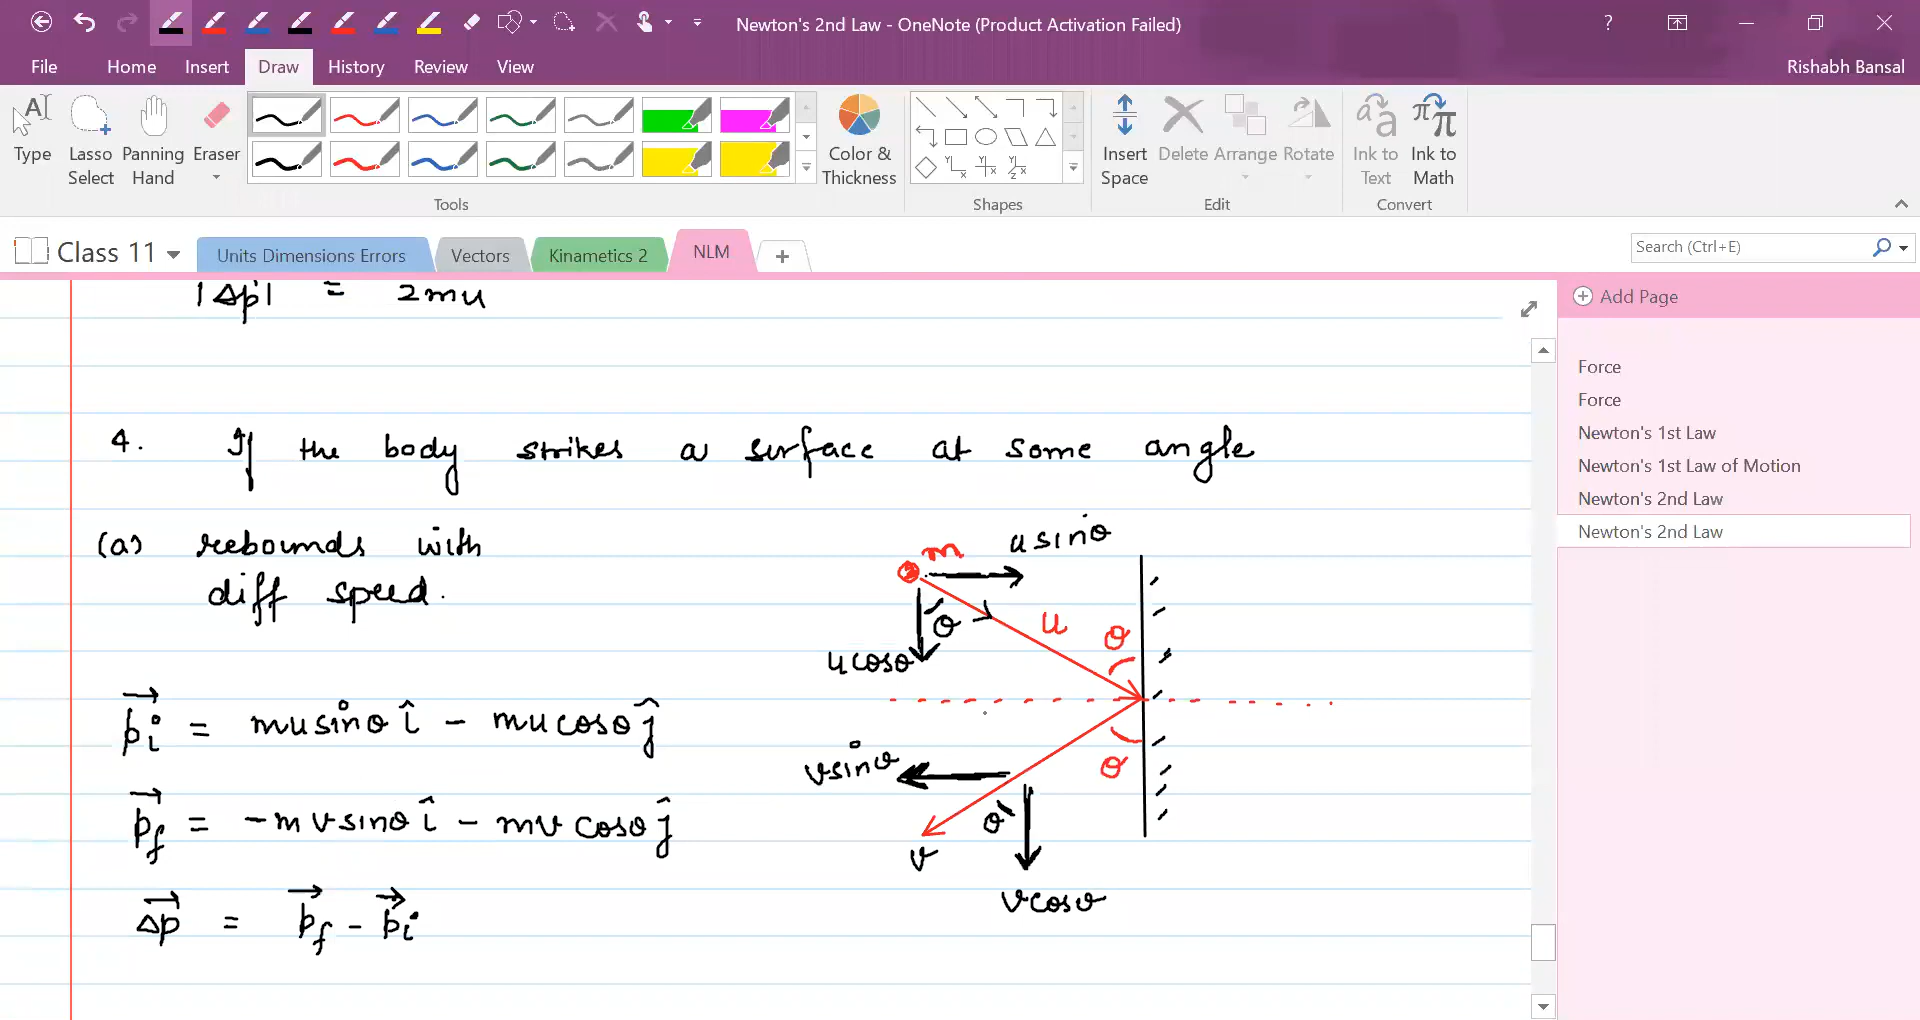 Newton's 2nd Law - OneNote (Product Activation Failed)
?
File Home Insert Draw History Review View
Rishabh Bansal
Type
Lasso Select
Panning Hand
Eraser
Color & Thickness
Insert Space
Delete
Arrange
Rotate
Ink to Text
Ink to Math
Tools
Shapes
Edit
Convert
Class 11
Units Dimensions Errors
Vectors
Kinametics 2
NLM
+
Search (Ctrl+E)
Add Page
Force
Force
Newton's 1st Law
Newton's 1st Law of Motion
Newton's 2nd Law
Newton's 2nd Law
|Δp⃗| = 2mu
4. If the body strikes a surface at some angle
(a) rebounds with
diff speed.
p⃗i = musinθ î - mucosθ ĵ
p⃗f = -mvsinθ î - mvcosθ ĵ
Δp⃗ = p⃗f - p⃗i
m
usinθ
θ
u
θ
ucosθ
vsinθ
θ
θ
v
vcosθ